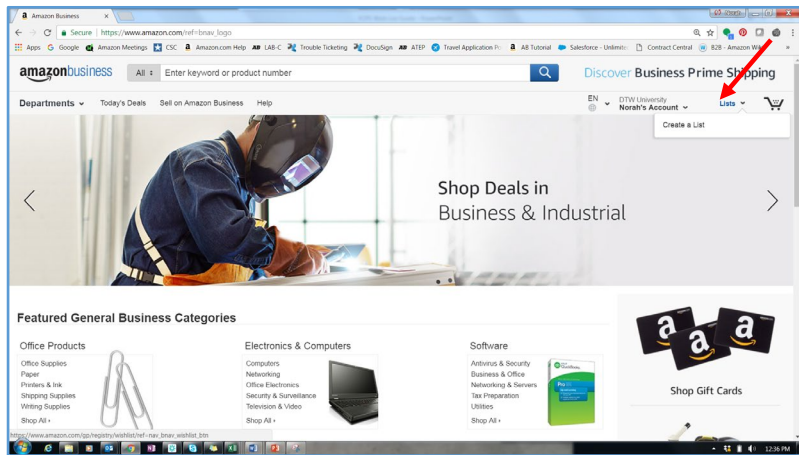 Amazon Business
Secure | https://www.amazon.com/ref=bnav_logo
Apps G Google Amazon Meetings CSC Amazon.com Help LAB-C Trouble Ticketing DocuSign ATEP Travel Application AB Tutorial Salesforce - Unlimite Contract Central B2B - Amazon
amazonbusiness All Enter keyword or product number Discover Business Prime Shipping
EN DTW University
Departments Today's Deals Sell on Amazon Business Help Norah's Account Lists
Create a List
Shop Deals in
Business & Industrial
Featured General Business Categories
Office Products
Office Supplies
Paper
Printers & Ink
Shipping Supplies
Writing Supplies
Shop All ›
Electronics & Computers
Computers
Networking
Office Electronics
Security & Surveillance
Television & Video
Shop All ›
Software
Antivirus & Security
Business & Office
Networking & Servers
Tax Preparation
Utilities
Shop All ›
Shop Gift Cards
https://www.amazon.com/gp/registry/wishlist/ref=nav_bnav_wishlist_btn
12:36 PM